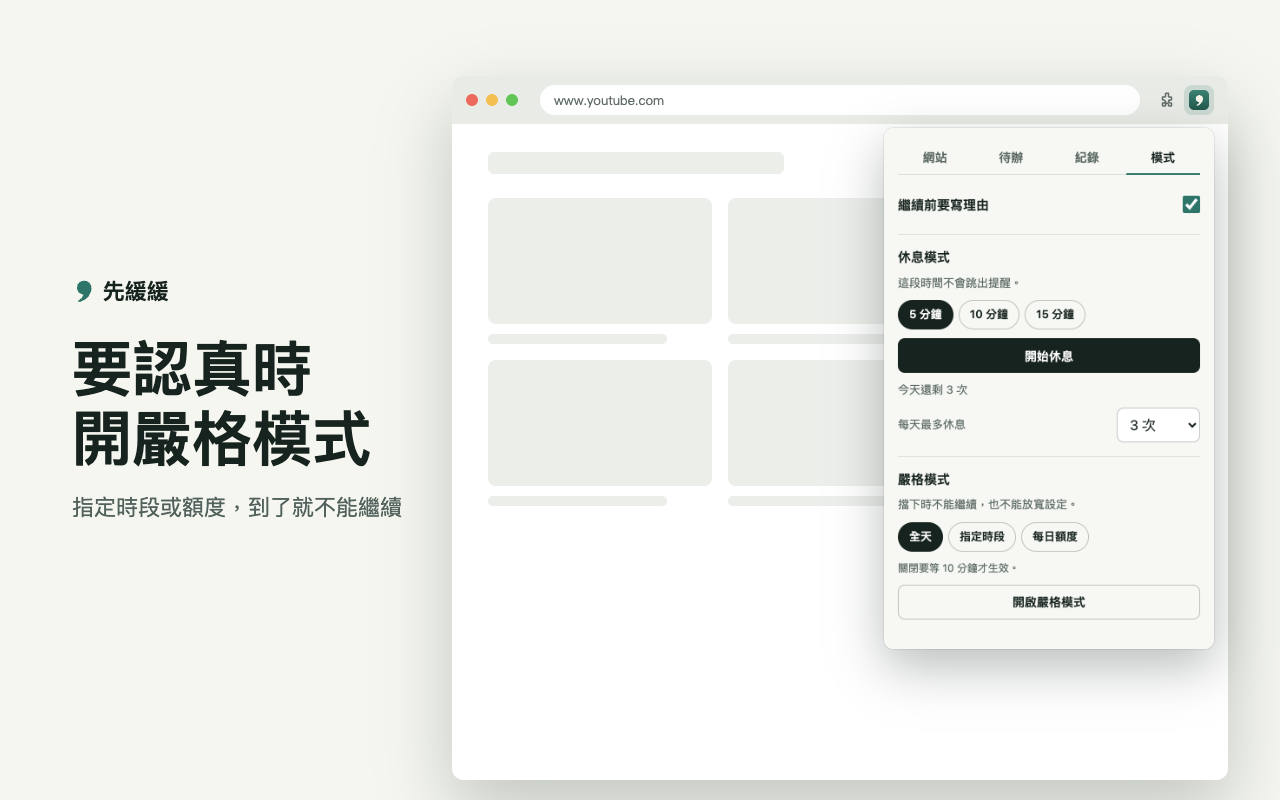 先緩緩
要認真時
開嚴格模式
指定時段或額度，到了就不能繼續
www.youtube.com
網站 待辦 紀錄 模式
繼續前要寫理由
休息模式
這段時間不會跳出提醒。
5 分鐘 10 分鐘 15 分鐘
開始休息
今天還剩 3 次
每天最多休息 3 次
嚴格模式
擋下時不能繼續，也不能放寬設定。
全天 指定時段 每日額度
關閉要等 10 分鐘才生效。
開啟嚴格模式